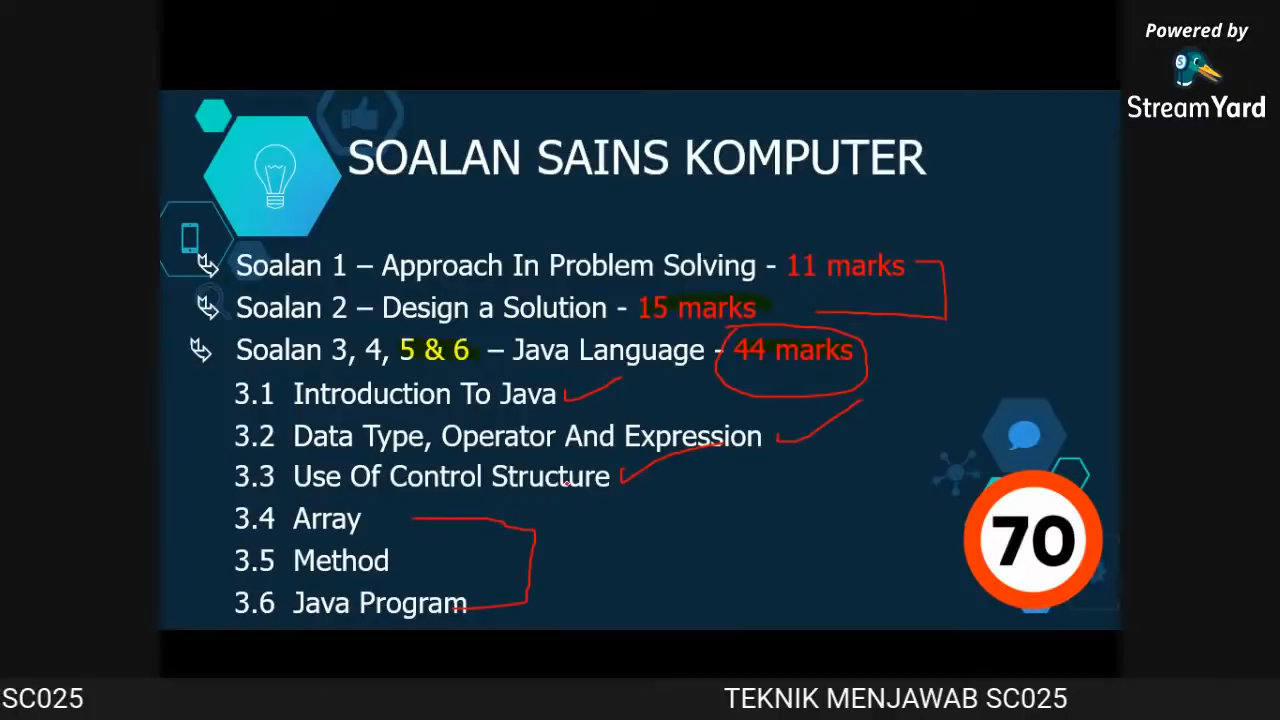 Powered by
StreamYard
SOALAN SAINS KOMPUTER
Soalan 1 – Approach In Problem Solving - 11 marks
Soalan 2 – Design a Solution - 15 marks
Soalan 3, 4, 5 & 6 – Java Language - 44 marks
3.1 Introduction To Java
3.2 Data Type, Operator And Expression
3.3 Use Of Control Structure
3.4 Array
3.5 Method
3.6 Java Program
70
SC025
TEKNIK MENJAWAB SC025